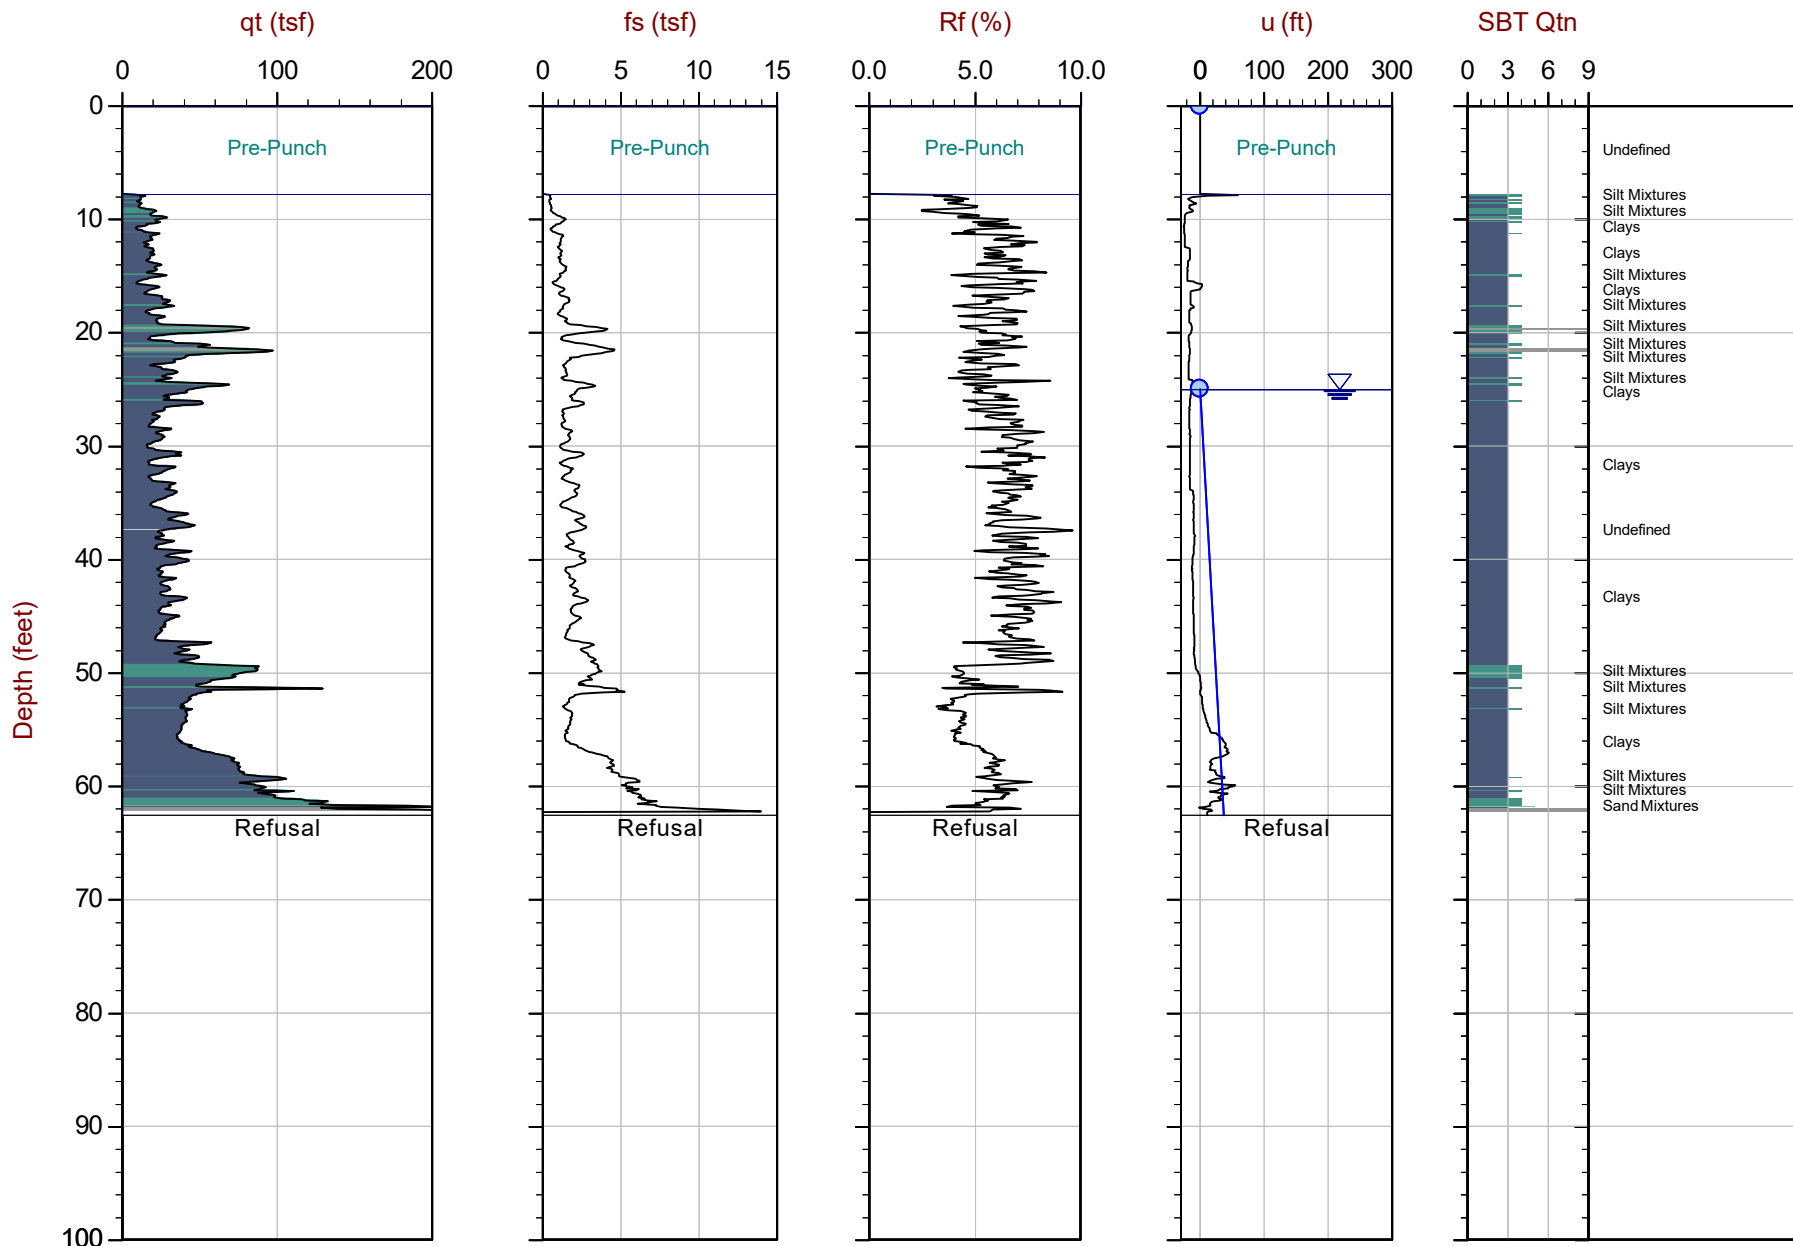 qt (tsf) fs (tsf) Rf (%) u (ft) SBT Qtn
0 100 200 0 5 10 15 0.0 5.0 10.0 0 100 200 300 0 3 6 9
0
Pre-Punch Pre-Punch Pre-Punch Pre-Punch Undefined
Silt Mixtures
Silt Mixtures
10
Clays
Clays
Silt Mixtures
Clays
Silt Mixtures
Silt Mixtures
20
Silt Mixtures
Silt Mixtures
Silt Mixtures
Clays
30
Clays
Undefined
40
Clays
Silt Mixtures
50
Silt Mixtures
Silt Mixtures
Clays
Silt Mixtures
60
Silt Mixtures
Sand Mixtures
Refusal Refusal Refusal Refusal
Depth (feet)
70
80
90
100